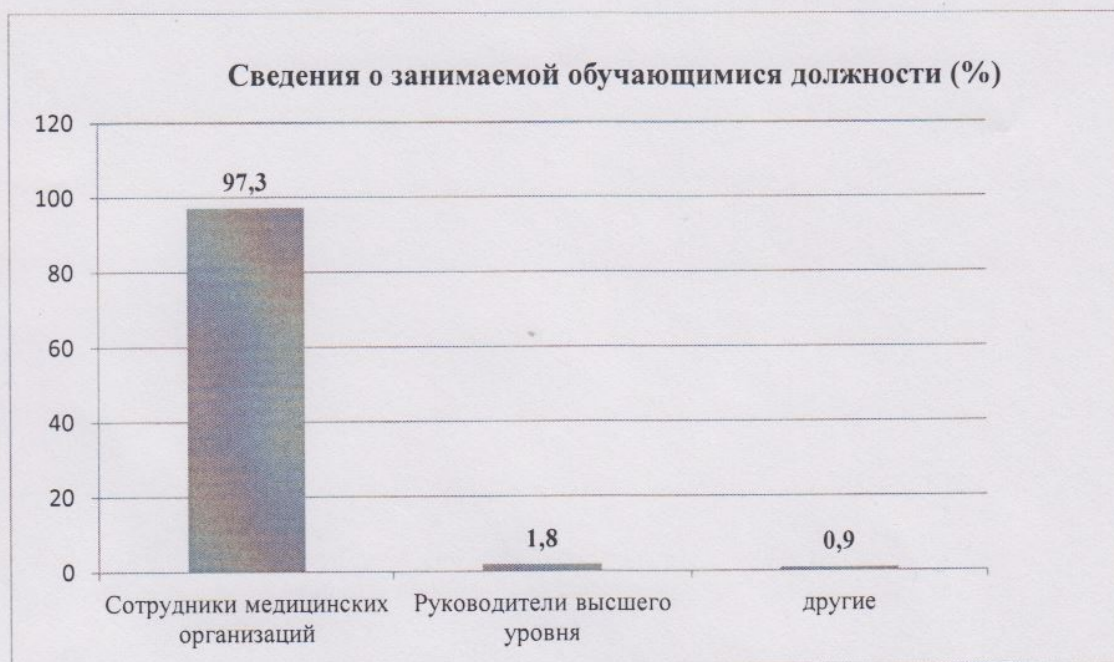 Сведения о занимаемой обучающимися должности (%)
120
100
80
60
40
20
0
97,3
1,8
0,9
Сотрудники медицинских
организаций
Руководители высшего
уровня
другие